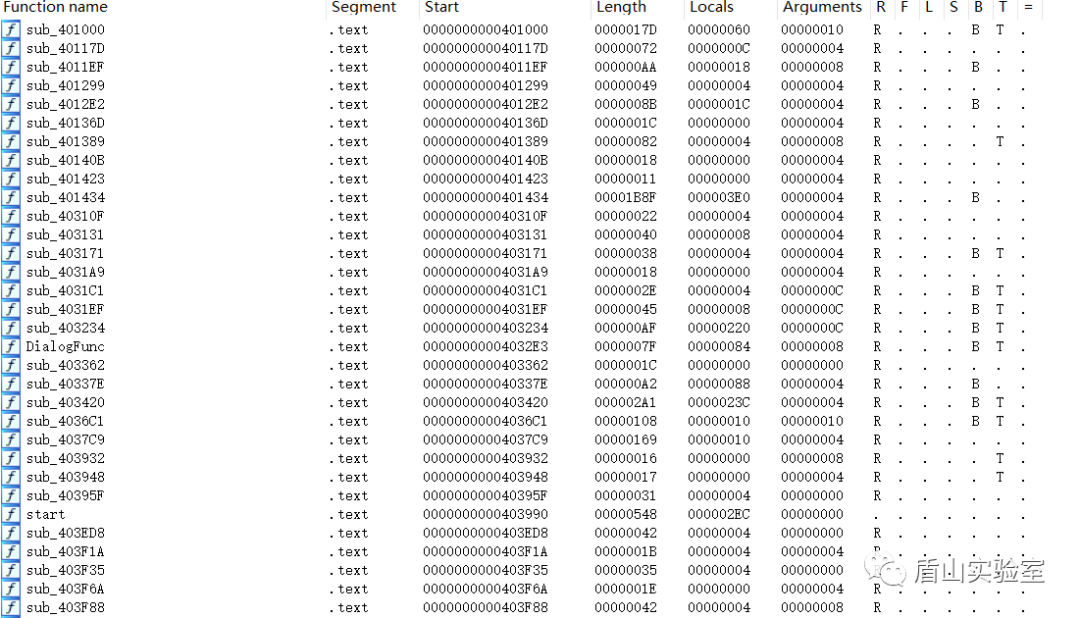 Function name Segment Start Length Locals Arguments R F L S B T =
f sub_401000 .text 0000000000401000 0000017D 00000060 00000010 R . . . B T .
f sub_40117D .text 000000000040117D 00000072 0000000C 00000004 R . . . . . .
f sub_4011EF .text 00000000004011EF 000000AA 00000018 00000008 R . . . B . .
f sub_401299 .text 0000000000401299 00000049 00000004 00000004 R . . . . . .
f sub_4012E2 .text 00000000004012E2 0000008B 0000001C 00000004 R . . . B . .
f sub_40136D .text 000000000040136D 0000001C 00000000 00000004 R . . . . . .
f sub_401389 .text 0000000000401389 00000082 00000004 00000008 R . . . . T .
f sub_40140B .text 000000000040140B 00000018 00000000 00000004 R . . . . . .
f sub_401423 .text 0000000000401423 00000011 00000000 00000004 R . . . . . .
f sub_401434 .text 0000000000401434 00001B8F 000003E0 00000004 R . . . B . .
f sub_40310F .text 000000000040310F 00000022 00000004 00000004 R . . . . . .
f sub_403131 .text 0000000000403131 00000040 00000008 00000004 R . . . . . .
f sub_403171 .text 0000000000403171 00000038 00000004 00000004 R . . . B T .
f sub_4031A9 .text 00000000004031A9 00000018 00000000 00000004 R . . . . . .
f sub_4031C1 .text 00000000004031C1 0000002E 00000004 0000000C R . . . B T .
f sub_4031EF .text 00000000004031EF 00000045 00000008 0000000C R . . . B T .
f sub_403234 .text 0000000000403234 000000AF 00000220 0000000C R . . . B T .
f DialogFunc .text 00000000004032E3 0000007F 00000084 00000008 R . . . B T .
f sub_403362 .text 0000000000403362 0000001C 00000000 00000000 R . . . . . .
f sub_40337E .text 000000000040337E 000000A2 00000088 00000004 R . . . B . .
f sub_403420 .text 0000000000403420 000002A1 0000023C 00000004 R . . . B T .
f sub_4036C1 .text 00000000004036C1 00000108 00000010 00000010 R . . . B T .
f sub_4037C9 .text 00000000004037C9 00000169 00000010 00000004 R . . . . . .
f sub_403932 .text 0000000000403932 00000016 00000000 00000008 R . . . . T .
f sub_403948 .text 0000000000403948 00000017 00000000 00000004 R . . . . T .
f sub_40395F .text 000000000040395F 00000031 00000004 00000000 R . . . . . .
f start .text 0000000000403990 00000548 000002EC 00000000 . . . . . . .
f sub_403ED8 .text 0000000000403ED8 00000042 00000004 00000000 R . . . . . .
f sub_403F1A .text 0000000000403F1A 0000001B 00000004 00000004 R . . . . . .
f sub_403F35 .text 0000000000403F35 00000035 00000004 00000000 R . . . . . .
f sub_403F6A .text 0000000000403F6A 0000001E 00000000 00000004 R . . . . . .
f sub_403F88 .text 0000000000403F88 00000042 00000004 00000008 R . . . . . .
盾山实验室